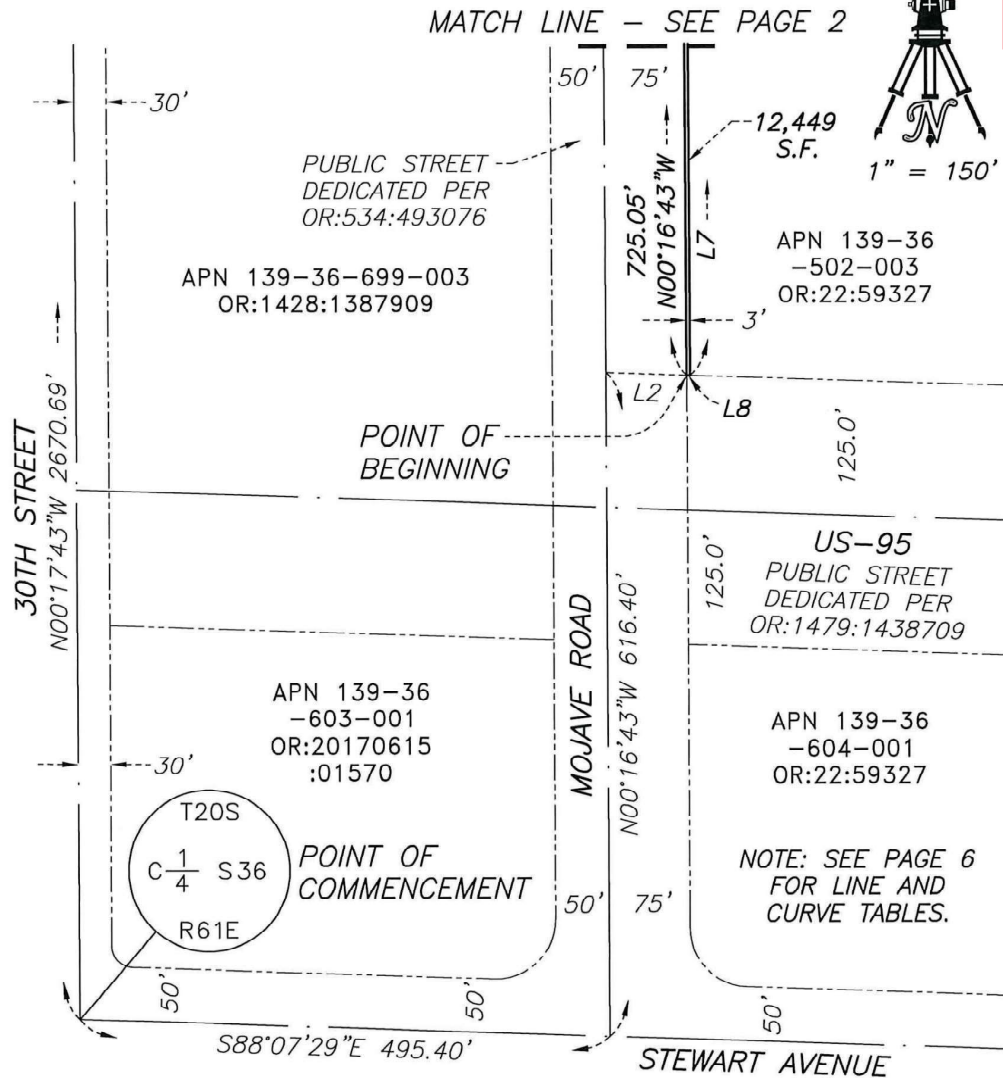 MATCH LINE – SEE PAGE 2
50'
75'
30'
12,449
S.F.
N
1" = 150'
PUBLIC STREET
DEDICATED PER
OR:534:493076
725.05'
N00°16'43"W
L7
APN 139-36
-502-003
OR:22:59327
APN 139-36-699-003
OR:1428:1387909
3'
L2
L8
POINT OF
BEGINNING
125.0'
30TH STREET
N00°17'43"W 2670.69'
US-95
PUBLIC STREET
DEDICATED PER
OR:1479:1438709
125.0'
MOJAVE ROAD
N00°16'43"W 616.40'
APN 139-36
-603-001
OR:20170615
:01570
APN 139-36
-604-001
OR:22:59327
30'
T20S
C 1/4 S36
R61E
POINT OF
COMMENCEMENT
50'
75'
NOTE: SEE PAGE 6
FOR LINE AND
CURVE TABLES.
50'
50'
50'
S88°07'29"E 495.40'
STEWART AVENUE